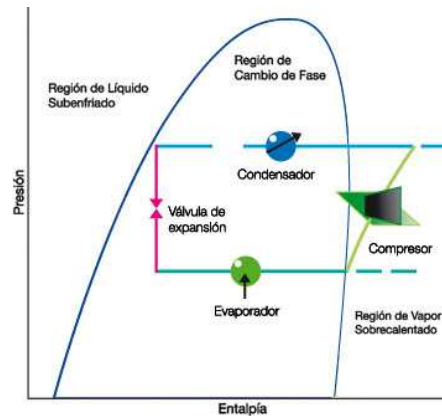 Región de
Cambio de Fase
Región de Líquido
Subenfriado
Condensador
Presión
Válvula de
expansión
Compresor
Evaporador
Región de Vapor
Sobrecalentado
Entalpía